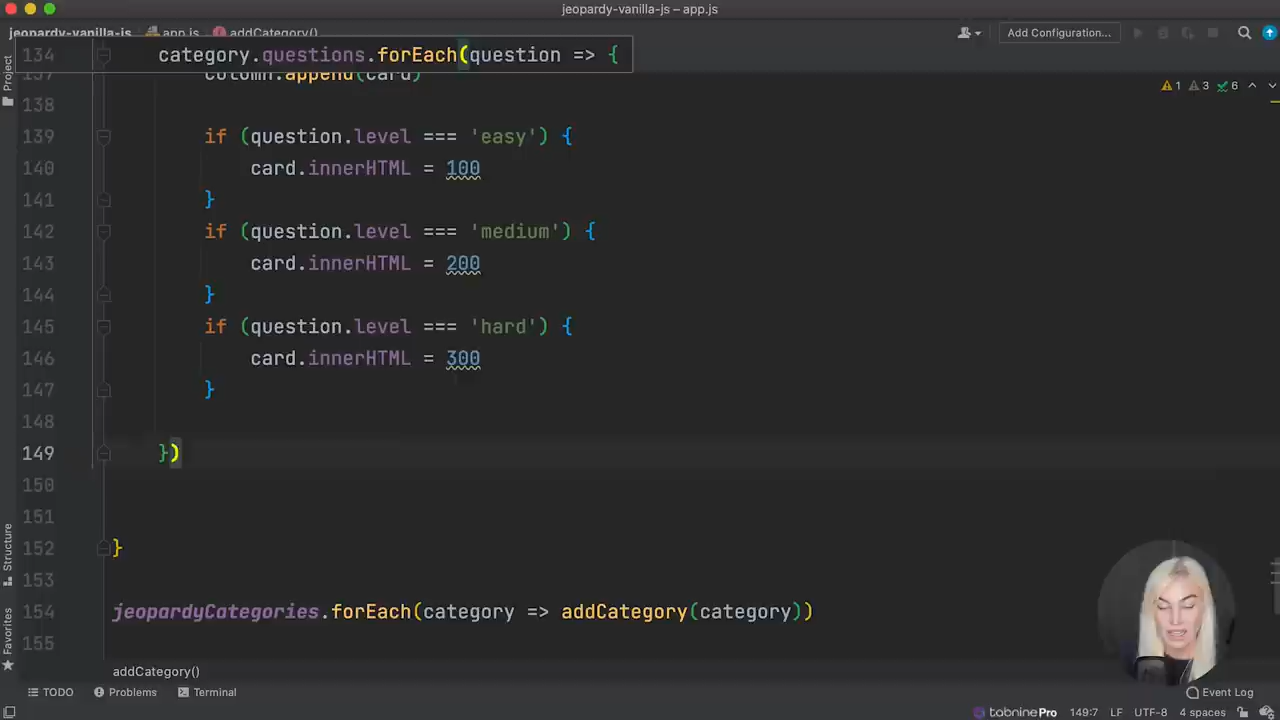 jeopardy-vanilla-js – app.js
jeopardy-vanilla-js app.js addCategory()
Add Configuration...
134 category.questions.forEach(question => {
137 column.append(card)
1 3 6
138
139 if (question.level === 'easy') {
140 card.innerHTML = 100
141 }
142 if (question.level === 'medium') {
143 card.innerHTML = 200
144 }
145 if (question.level === 'hard') {
146 card.innerHTML = 300
147 }
148
149 })
150
151
152 }
153
154 jeopardyCategories.forEach(category => addCategory(category))
155
Project
Structure
Favorites
addCategory()
TODO Problems Terminal Event Log
tabnine Pro 149:7 LF UTF-8 4 spaces